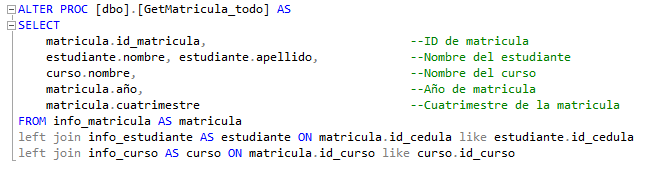 ALTER PROC [dbo].[GetMatricula_todo] AS
SELECT
matricula.id_matricula, --ID de matricula
estudiante.nombre, estudiante.apellido, --Nombre del estudiante
curso.nombre, --Nombre del curso
matricula.año, --Año de matricula
matricula.cuatrimestre --Cuatrimestre de la matricula
FROM info_matricula AS matricula
left join info_estudiante AS estudiante ON matricula.id_cedula like estudiante.id_cedula
left join info_curso AS curso ON matricula.id_curso like curso.id_curso